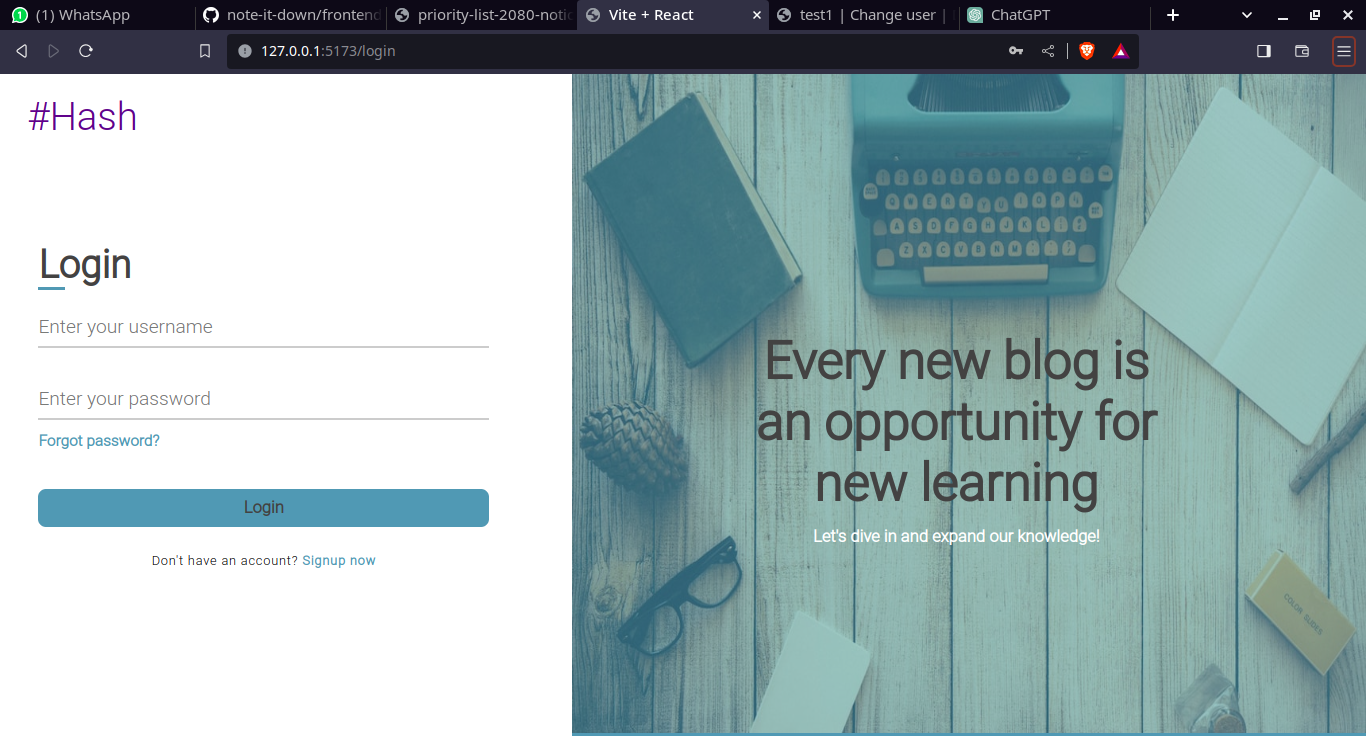 (1) WhatsApp
note-it-down/frontend
priority-list-2080-notic
Vite + React
test1 | Change user |
ChatGPT
127.0.0.1:5173/login
#Hash
Login
Enter your username
Enter your password
Forgot password?
Login
Don't have an account? Signup now
Every new blog is
an opportunity for
new learning
Let's dive in and expand our knowledge!
COLOR SLIDES